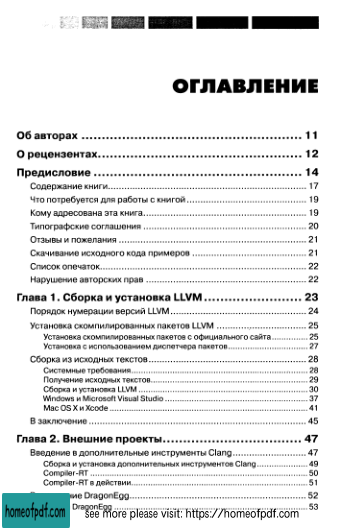 ОГЛАВЛЕНИЕ
Об авторах ... 11
О рецензентах ... 12
Предисловие ... 14
Содержание книги ... 17
Что потребуется для работы с книгой ... 19
Кому адресована эта книга ... 19
Типографские соглашения ... 20
Отзывы и пожелания ... 21
Скачивание исходного кода примеров ... 21
Список опечаток ... 22
Нарушение авторских прав ... 22
Глава 1. Сборка и установка LLVM ... 23
Порядок нумерации версий LLVM ... 24
Установка скомпилированных пакетов LLVM ... 25
Установка скомпилированных пакетов с официального сайта ... 25
Установка с использованием диспетчера пакетов ... 27
Сборка из исходных текстов ... 28
Системные требования ... 28
Получение исходных текстов ... 29
Сборка и установка LLVM ... 30
Windows и Microsoft Visual Studio ... 37
Mac OS X и Xcode ... 41
В заключение ... 45
Глава 2. Внешние проекты ... 47
Введение в дополнительные инструменты Clang ... 47
Сборка и установка дополнительных инструментов Clang ... 49
Compiler-RT ... 50
Compiler-RT в действии ... 51
DragonEgg ... 52
DragonEgg ... 53
homeofpdf.com
see more please visit: https://homeofpdf.com